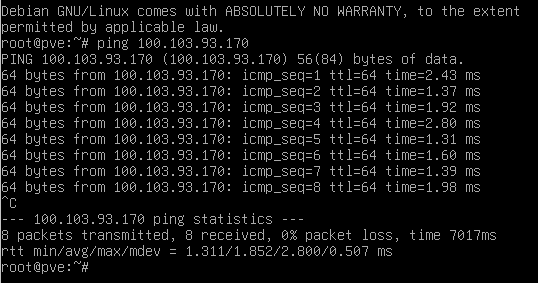 Debian GNU/Linux comes with ABSOLUTELY NO WARRANTY, to the extent
permitted by applicable law.
root@pve:~# ping 100.103.93.170
PING 100.103.93.170 (100.103.93.170) 56(84) bytes of data.
64 bytes from 100.103.93.170: icmp_seq=1 ttl=64 time=2.43 ms
64 bytes from 100.103.93.170: icmp_seq=2 ttl=64 time=1.37 ms
64 bytes from 100.103.93.170: icmp_seq=3 ttl=64 time=1.92 ms
64 bytes from 100.103.93.170: icmp_seq=4 ttl=64 time=2.80 ms
64 bytes from 100.103.93.170: icmp_seq=5 ttl=64 time=1.31 ms
64 bytes from 100.103.93.170: icmp_seq=6 ttl=64 time=1.60 ms
64 bytes from 100.103.93.170: icmp_seq=7 ttl=64 time=1.39 ms
64 bytes from 100.103.93.170: icmp_seq=8 ttl=64 time=1.98 ms
^C
--- 100.103.93.170 ping statistics ---
8 packets transmitted, 8 received, 0% packet loss, time 7017ms
rtt min/avg/max/mdev = 1.311/1.852/2.800/0.507 ms
root@pve:~#